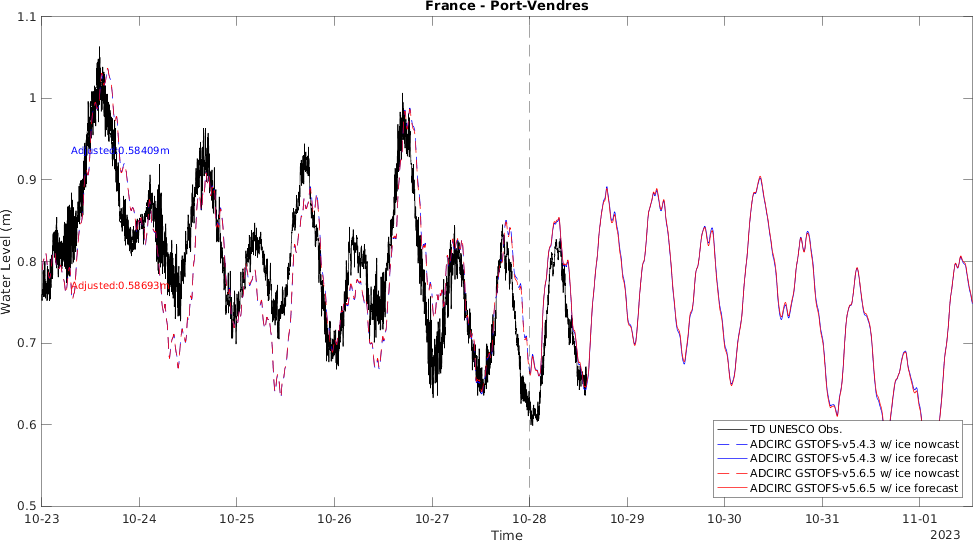 France - Port-Vendres
Water Level (m)
1.1
1
0.9
0.8
0.7
0.6
0.5
Adjusted:0.58409m
Adjusted:0.58693m
TD UNESCO Obs.
ADCIRC GSTOFS-v5.4.3 w/ ice nowcast
ADCIRC GSTOFS-v5.4.3 w/ ice forecast
ADCIRC GSTOFS-v5.6.5 w/ ice nowcast
ADCIRC GSTOFS-v5.6.5 w/ ice forecast
10-23 10-24 10-25 10-26 10-27 10-28 10-29 10-30 10-31 11-01
Time
2023